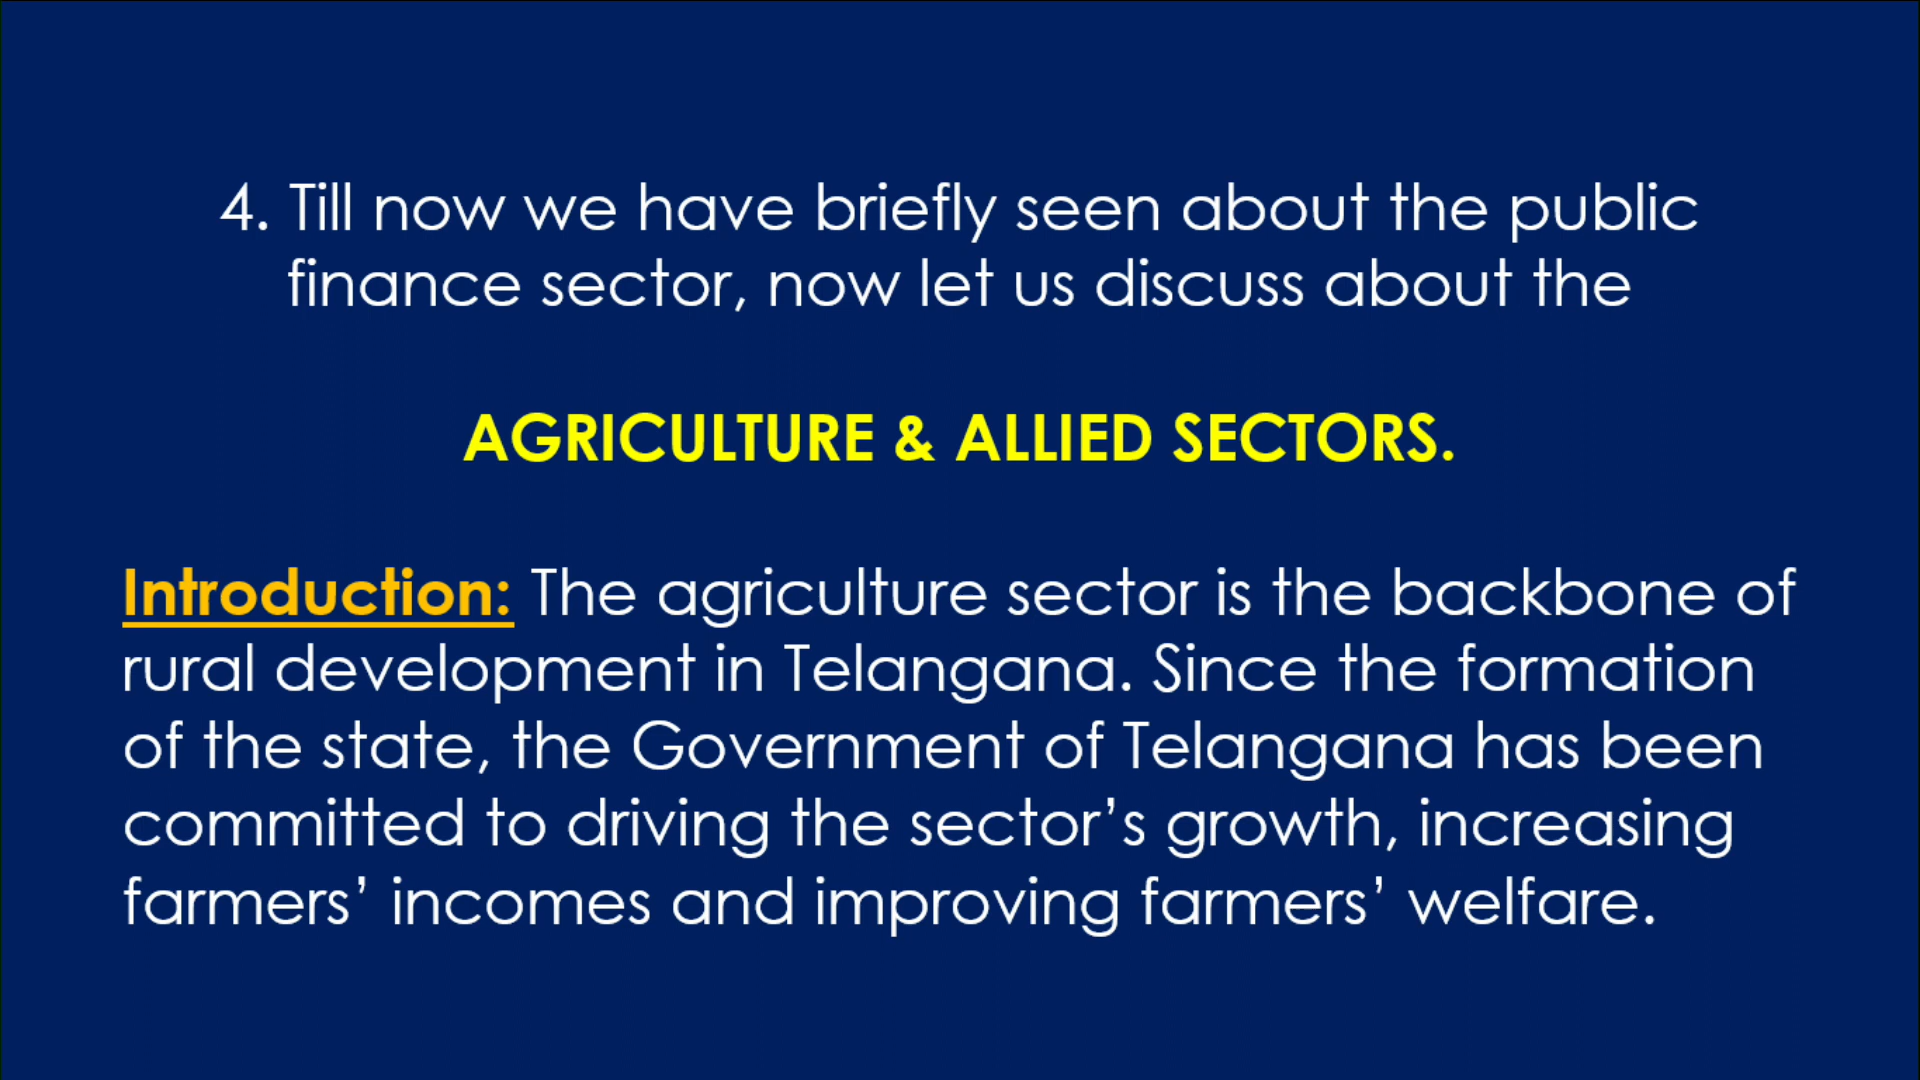 4. Till now we have briefly seen about the public
finance sector, now let us discuss about the
AGRICULTURE & ALLIED SECTORS.
Introduction: The agriculture sector is the backbone of
rural development in Telangana. Since the formation
of the state, the Government of Telangana has been
committed to driving the sector’s growth, increasing
farmers’ incomes and improving farmers’ welfare.